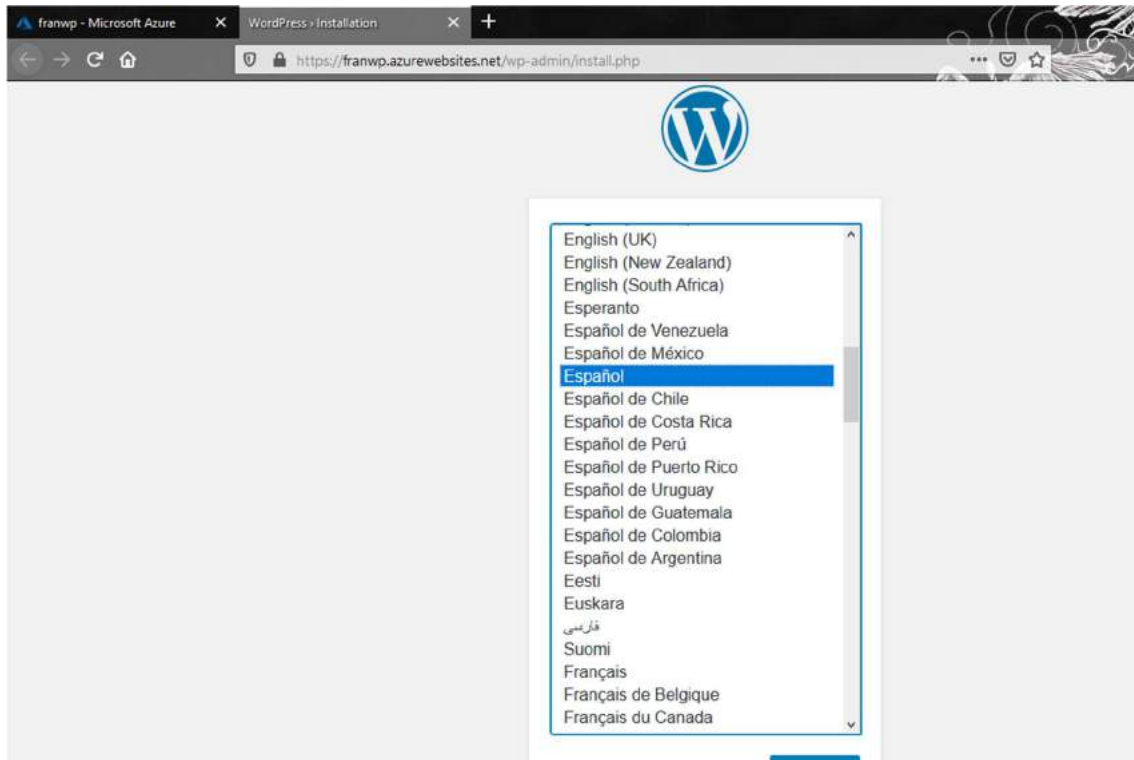 franwp - Microsoft Azure
WordPress › Installation
https://franwp.azurewebsites.net/wp-admin/install.php
English (UK)
English (New Zealand)
English (South Africa)
Esperanto
Español de Venezuela
Español de México
Español
Español de Chile
Español de Costa Rica
Español de Perú
Español de Puerto Rico
Español de Uruguay
Español de Guatemala
Español de Colombia
Español de Argentina
Eesti
Euskara
فارسی
Suomi
Français
Français de Belgique
Français du Canada